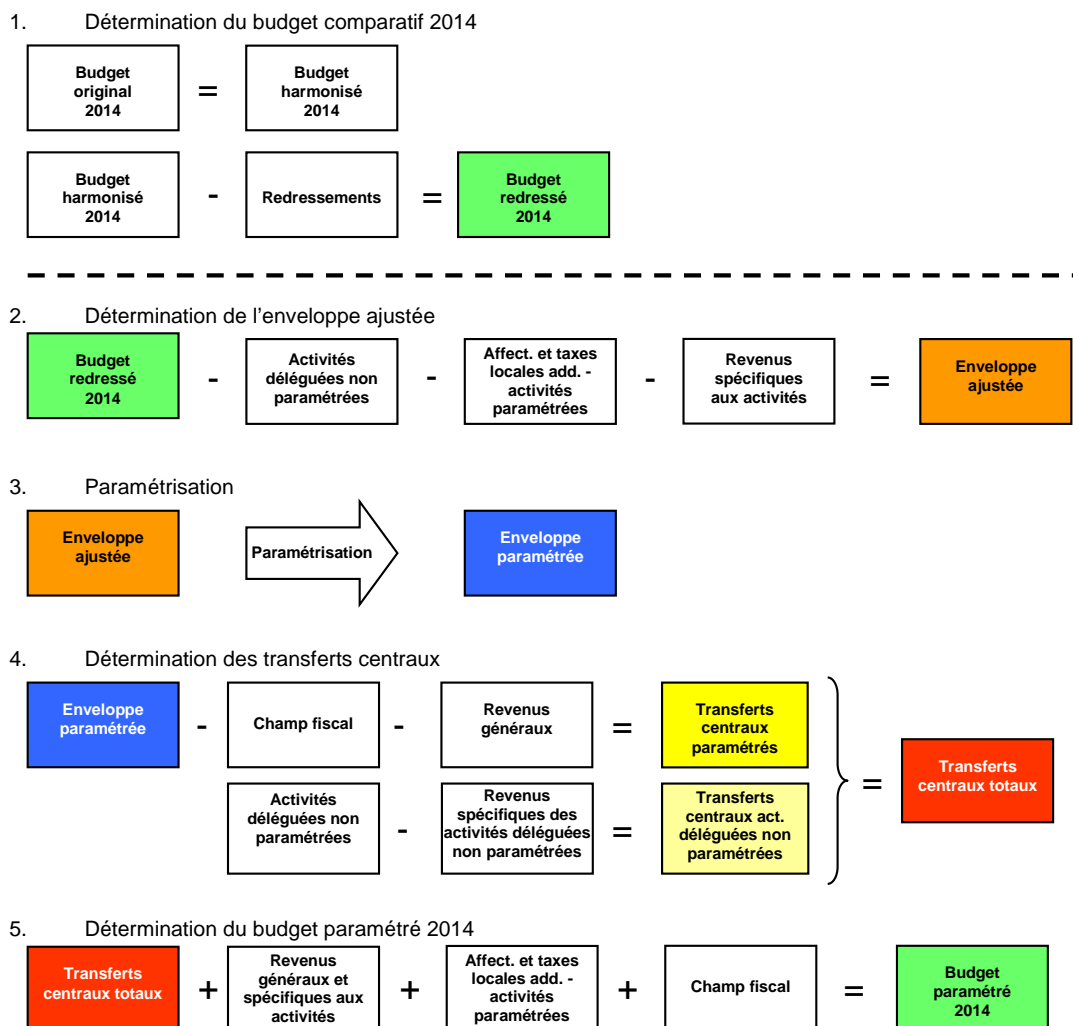 1. Détermination du budget comparatif 2014
Budget
original
2014
=
Budget
harmonisé
2014
Budget
harmonisé
2014
-
Redressements
=
Budget
redressé
2014
2. Détermination de l'enveloppe ajustée
Budget
redressé
2014
-
Activités
déléguées non
paramétrées
-
Affect. et taxes
locales add. -
activités
paramétrées
-
Revenus
spécifiques
aux activités
=
Enveloppe
ajustée
3. Paramétrisation
Enveloppe
ajustée
Paramétrisation
Enveloppe
paramétrée
4. Détermination des transferts centraux
Enveloppe
paramétrée
-
Champ fiscal
-
Revenus
généraux
=
Transferts
centraux
paramétrés
Activités
déléguées non
paramétrées
-
Revenus
spécifiques des
activités déléguées
non paramétrées
=
Transferts
centraux act.
déléguées non
paramétrées
=
Transferts
centraux totaux
5. Détermination du budget paramétré 2014
Transferts
centraux totaux
+
Revenus
généraux et
spécifiques aux
activités
+
Affect. et taxes
locales add. -
activités
paramétrées
+
Champ fiscal
=
Budget
paramétré
2014